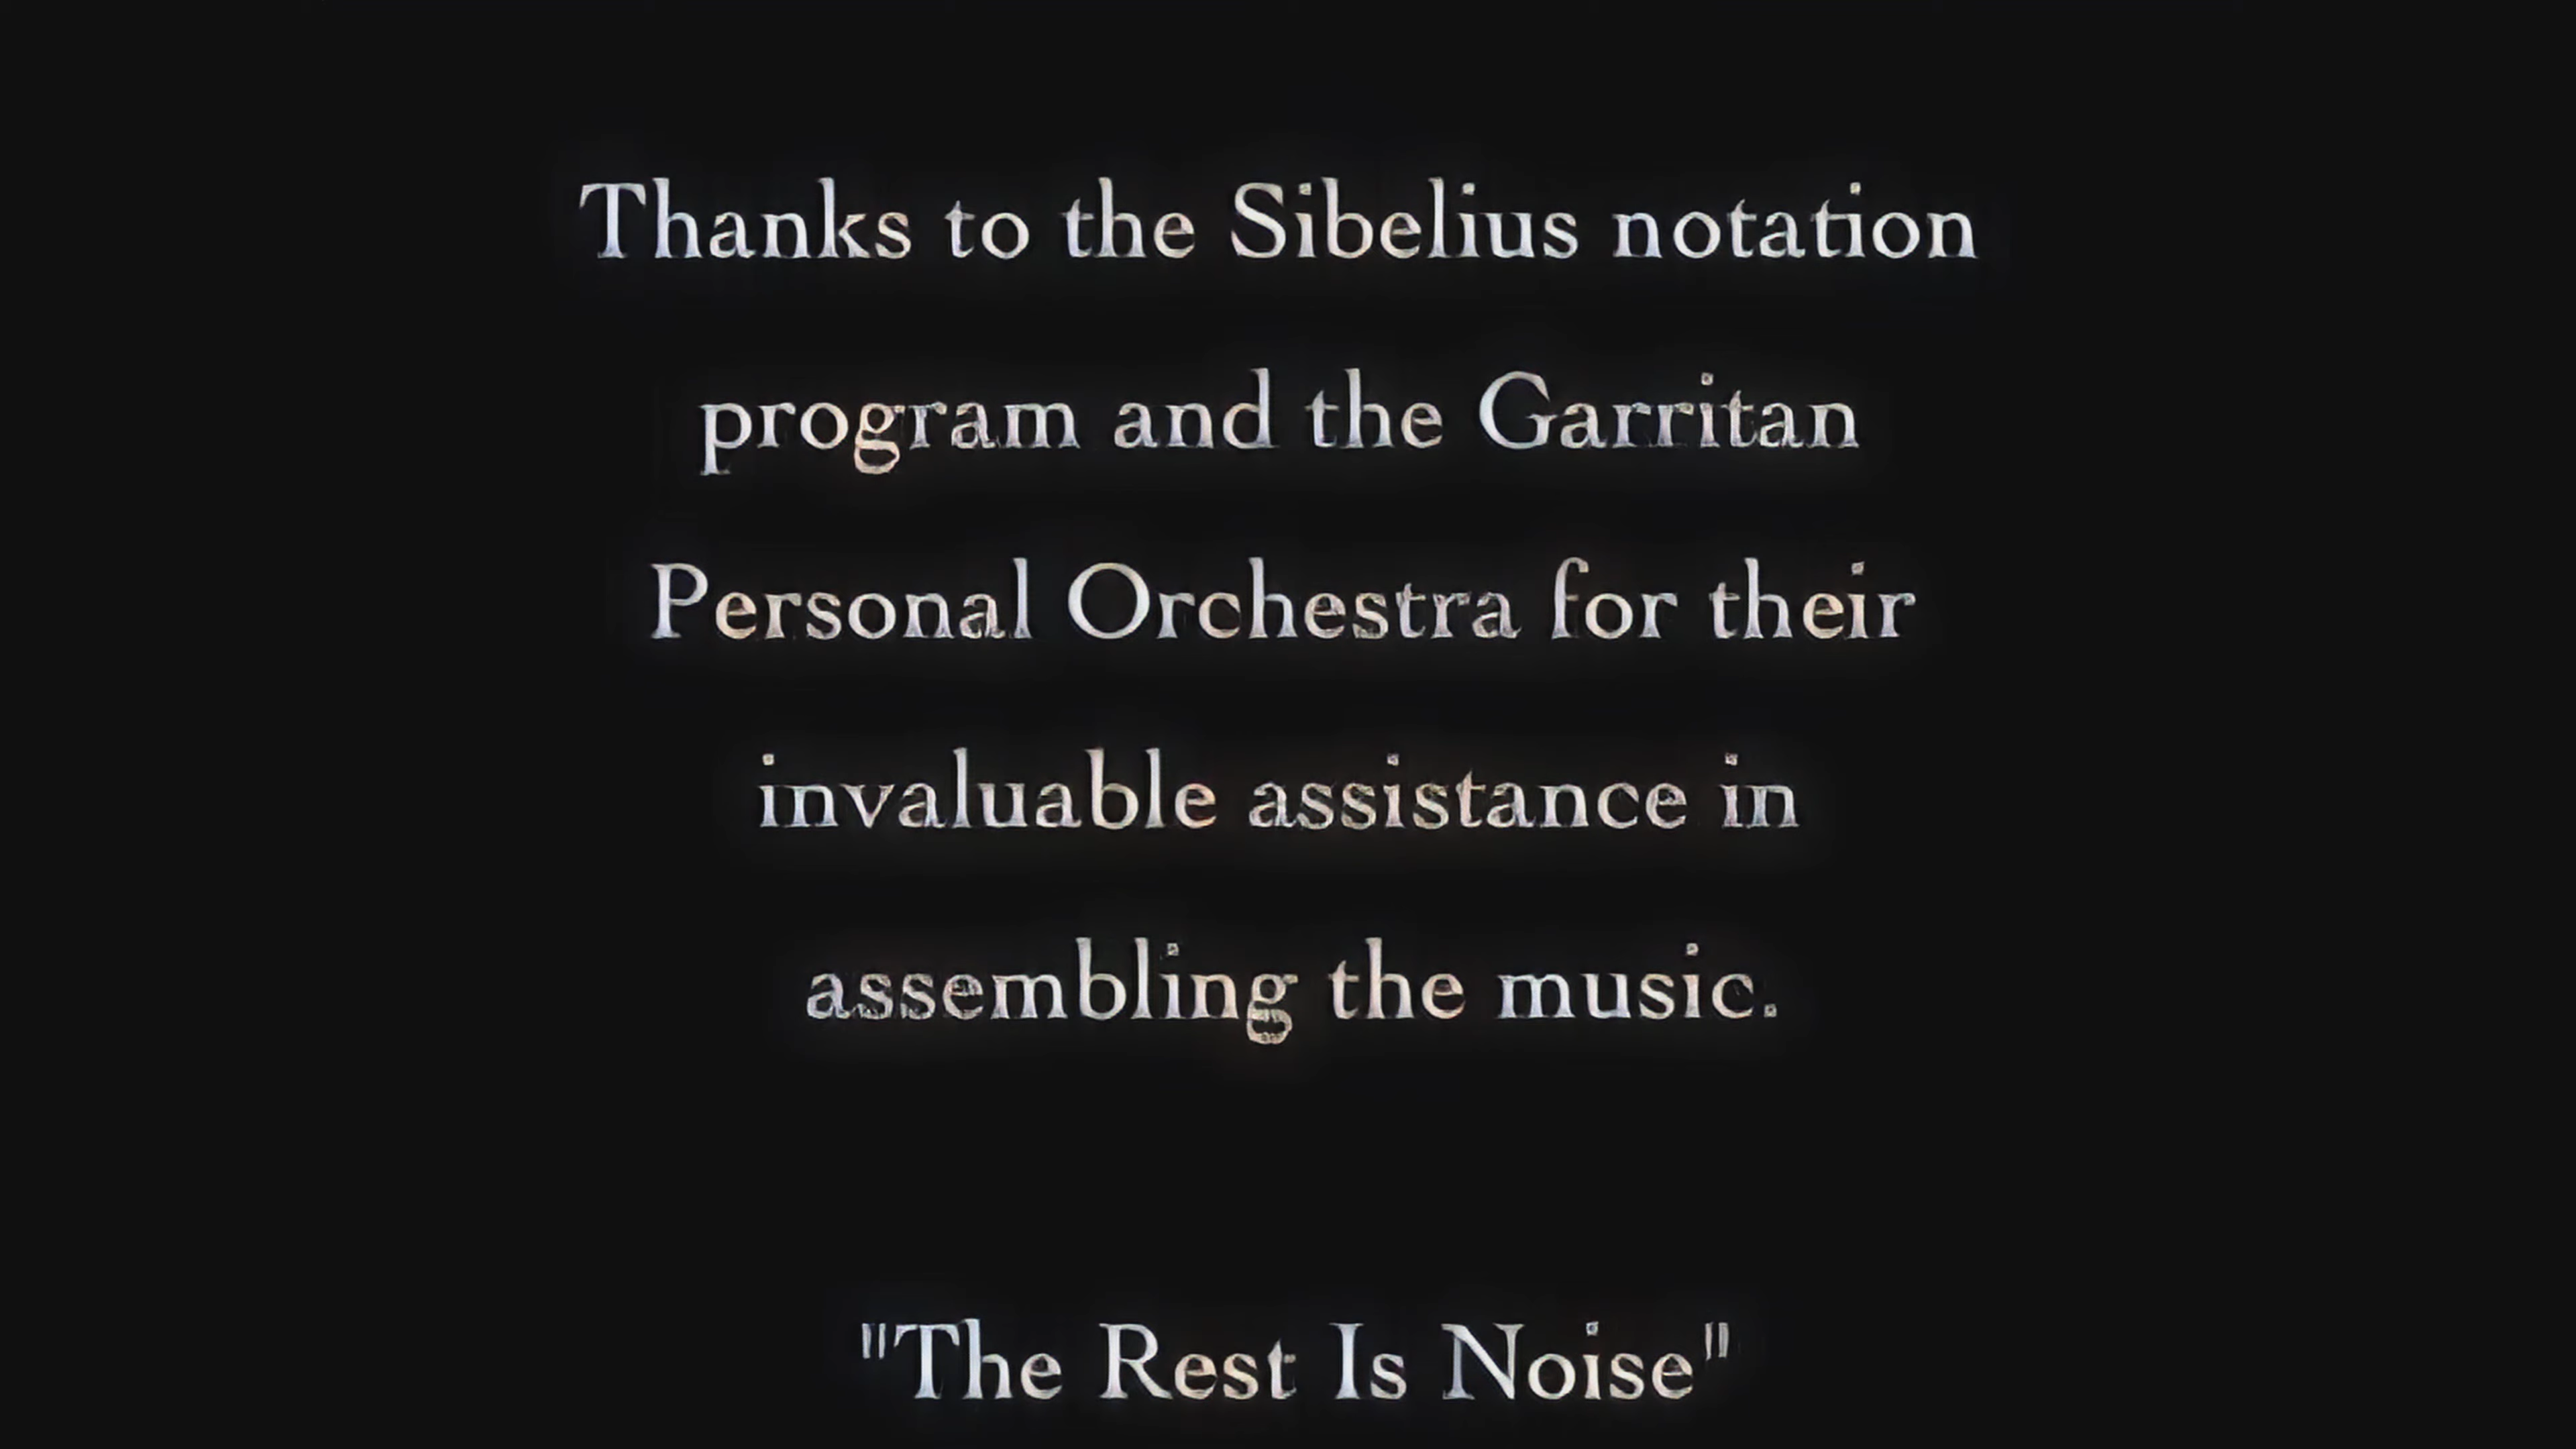 Thanks to the Sibelius notation
program and the Garritan
Personal Orchestra for their
invaluable assistance in
assembling the music.
"The Rest Is Noise"